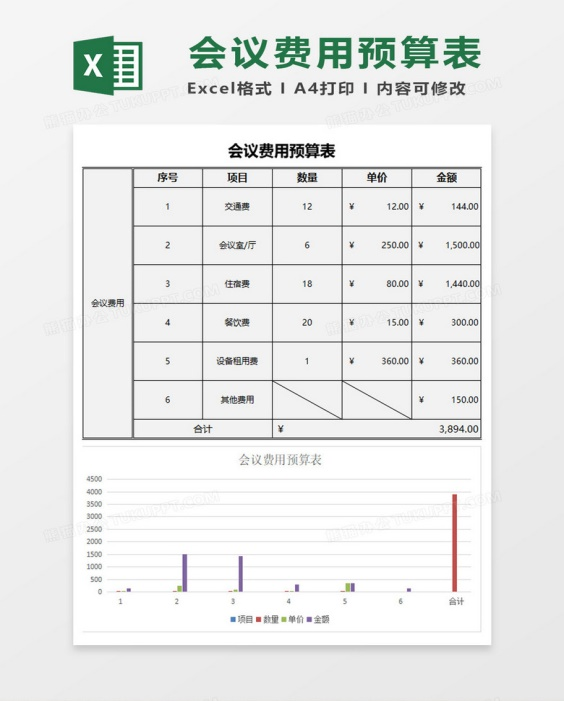 X
会议费用预算表
Excel格式 I A4打印 I 内容可修改
会议费用预算表
会议费用
序号 项目 数量 单价 金额
1 交通费 12 ¥ 12.00 ¥ 144.00
2 会议室/厅 6 ¥ 250.00 ¥ 1,500.00
3 住宿费 18 ¥ 80.00 ¥ 1,440.00
4 餐饮费 20 ¥ 15.00 ¥ 300.00
5 设备租用费 1 ¥ 360.00 ¥ 360.00
6 其他费用 ¥ 150.00
合计 ¥ 3,894.00
会议费用预算表
4500
4000
3500
3000
2500
2000
1500
1000
500
0
1 2 3 4 5 6 合计
项目 数量 单价 金额